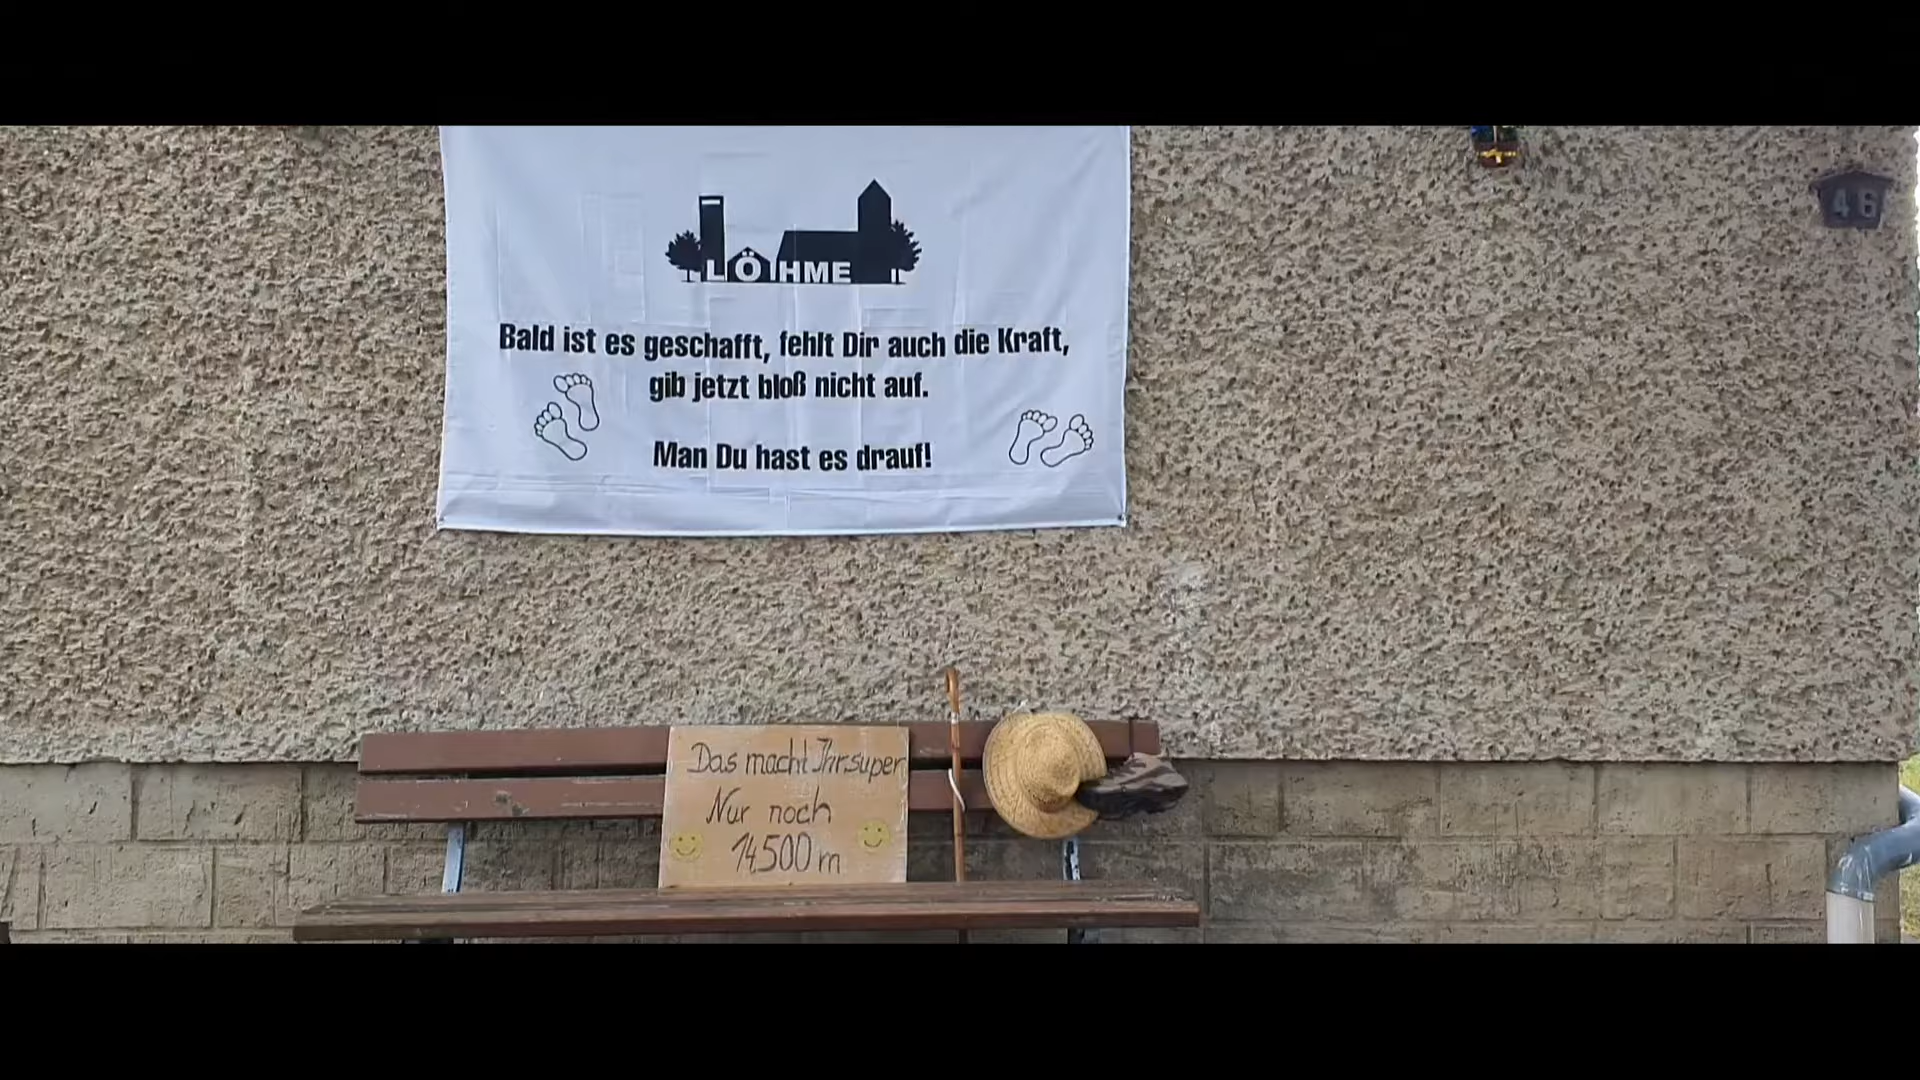 LÖHME
Bald ist es geschafft, fehlt Dir auch die Kraft,
gib jetzt bloß nicht auf.
Man Du hast es drauf!
46
Das macht Ihr super
Nur noch
14500 m